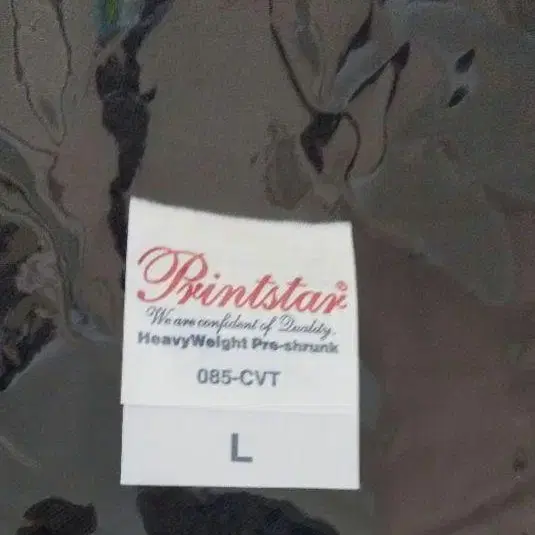 Printstar®
We are confident of Quality.
HeavyWeight Pre-shrunk
085-CVT
L